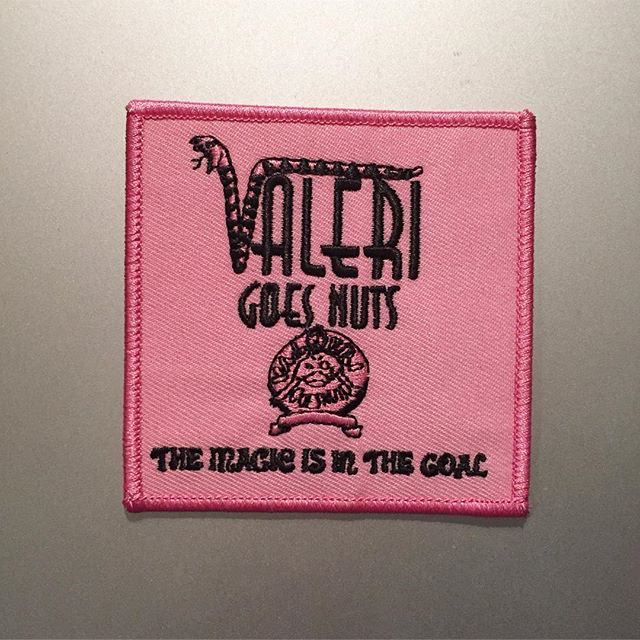 VALERI
GOES NUTS
THE MAGIC IS IN THE GOAL